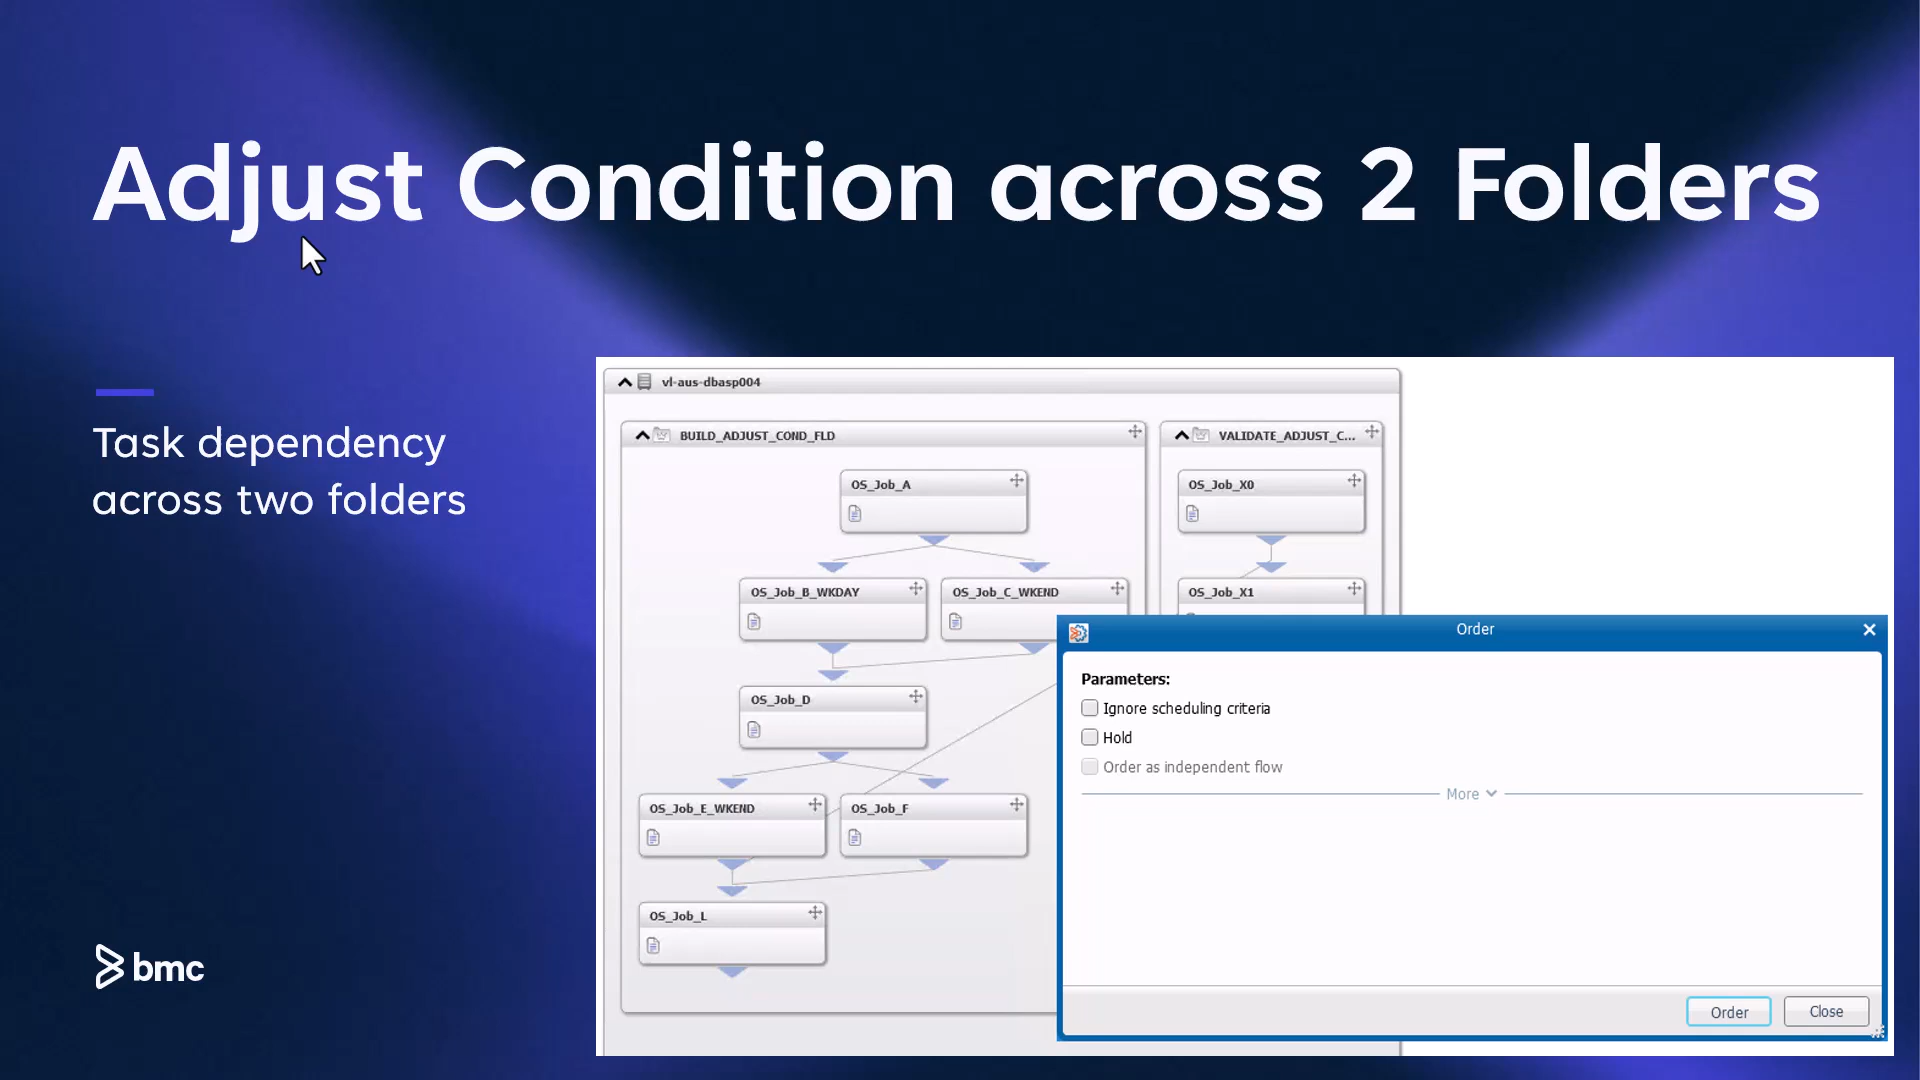 Adjust Condition across 2 Folders
Task dependency
across two folders
vl-aus-dbasp004
BUILD_ADJUST_COND_FLD
VALIDATE_ADJUST_C...
OS_Job_A
OS_Job_X0
OS_Job_B_WKDAY
OS_Job_C_WKEND
OS_Job_X1
OS_Job_D
OS_Job_E_WKEND
OS_Job_F
OS_Job_L
Order
Parameters:
Ignore scheduling criteria
Hold
Order as independent flow
More
Order
Close
bmc